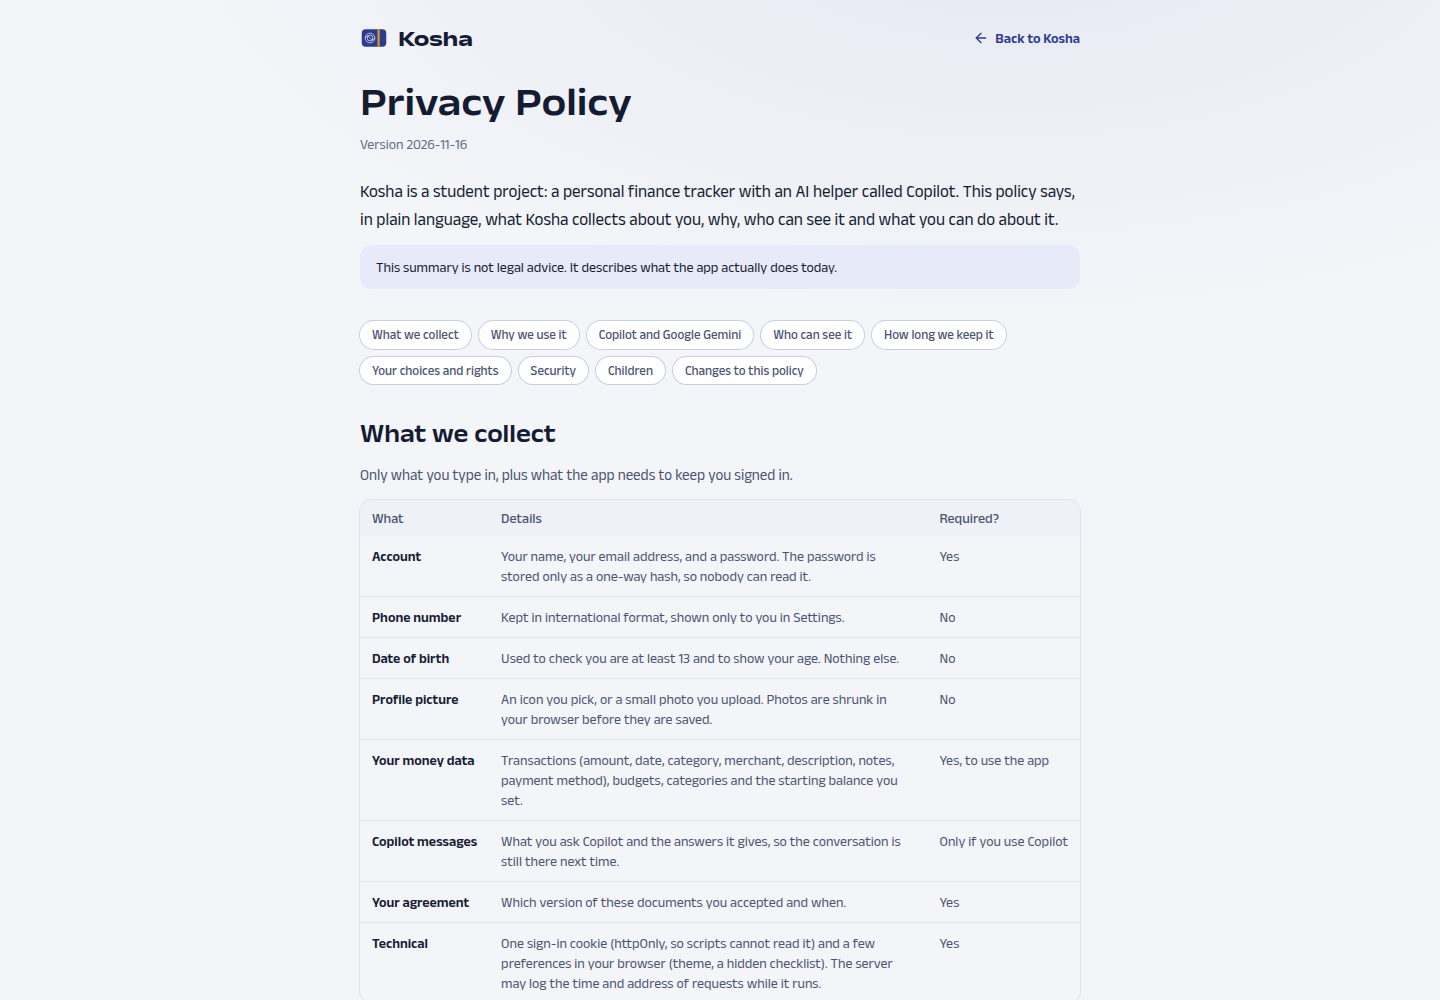 Kosha
Back to Kosha
Privacy Policy
Version 2026-11-16
Kosha is a student project: a personal finance tracker with an AI helper called Copilot. This policy says,
in plain language, what Kosha collects about you, why, who can see it and what you can do about it.
This summary is not legal advice. It describes what the app actually does today.
What we collect Why we use it Copilot and Google Gemini Who can see it How long we keep it
Your choices and rights Security Children Changes to this policy
What we collect
Only what you type in, plus what the app needs to keep you signed in.
What Details Required?
Account Your name, your email address, and a password. The password is Yes
stored only as a one-way hash, so nobody can read it.
Phone number Kept in international format, shown only to you in Settings. No
Date of birth Used to check you are at least 13 and to show your age. Nothing else. No
Profile picture An icon you pick, or a small photo you upload. Photos are shrunk in No
your browser before they are saved.
Your money data Transactions (amount, date, category, merchant, description, notes, Yes, to use the app
payment method), budgets, categories and the starting balance you
set.
Copilot messages What you ask Copilot and the answers it gives, so the conversation is Only if you use Copilot
still there next time.
Your agreement Which version of these documents you accepted and when. Yes
Technical One sign-in cookie (httpOnly, so scripts cannot read it) and a few Yes
preferences in your browser (theme, a hidden checklist). The server
may log the time and address of requests while it runs.